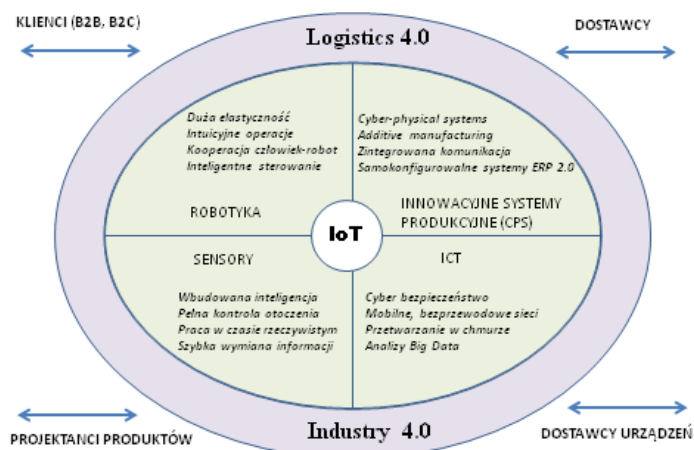 KLIENCI (B2B, B2C)
DOSTAWCY
Logistics 4.0
Duża elastyczność
Intuicyjne operacje
Kooperacja człowiek-robot
Inteligentne sterowanie
ROBOTYKA
Cyber-physical systems
Additive manufacturing
Zintegrowana komunikacja
Samokonfigurowalne systemy ERP 2.0
INNOWACYJNE SYSTEMY
PRODUKCYJNE (CPS)
IoT
SENSORY
Wbudowana inteligencja
Pełna kontrola otoczenia
Praca w czasie rzeczywistym
Szybka wymiana informacji
ICT
Cyber bezpieczeństwo
Mobilne, bezprzewodowe sieci
Przetwarzanie w chmurze
Analizy Big Data
PROJEKTANCI PRODUKTÓW
Industry 4.0
DOSTAWCY URZĄDZEŃ